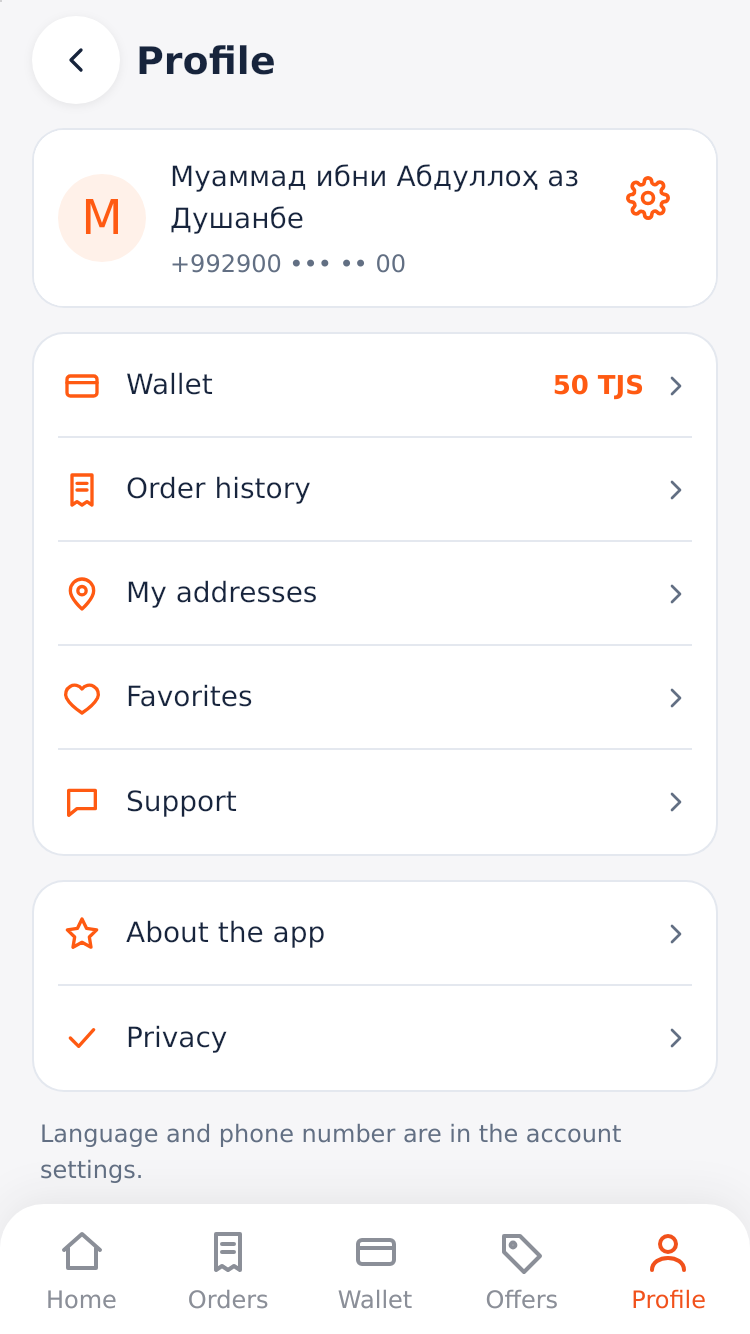 Profile
М
Муаммад ибни Абдуллоҳ аз
Душанбе
+992900 ••• •• 00
Wallet
50 TJS
Order history
My addresses
Favorites
Support
About the app
Privacy
Language and phone number are in the account
settings.
Home
Orders
Wallet
Offers
Profile